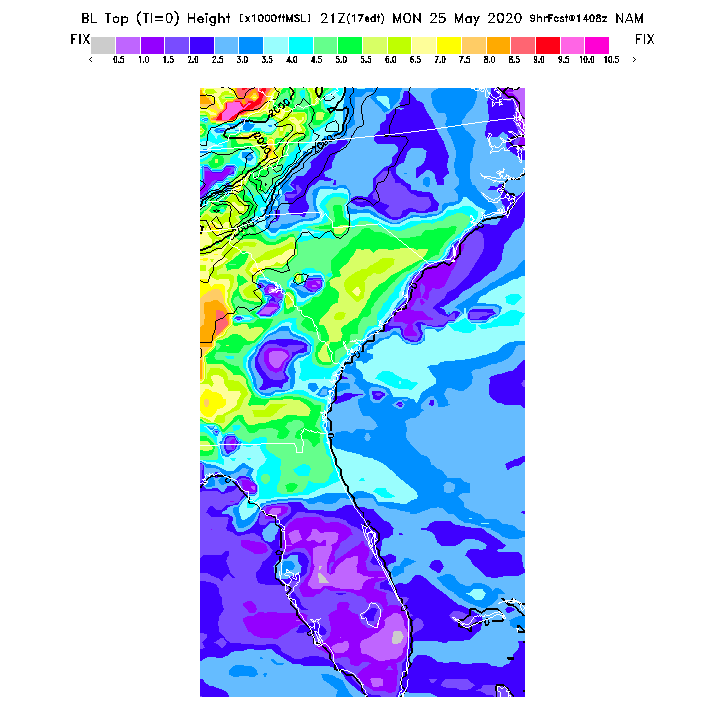 BL Top (TI=0) Height [x1000ftMSL] 21Z(17edt) MON 25 May 2020 9hrFcst@1408z NAM
FIX FIX
< 0.5 1.0 1.5 2.0 2.5 3.0 3.5 4.0 4.5 5.0 5.5 6.0 6.5 7.0 7.5 8.0 8.5 9.0 9.5 10.0 10.5 >
2000
2000